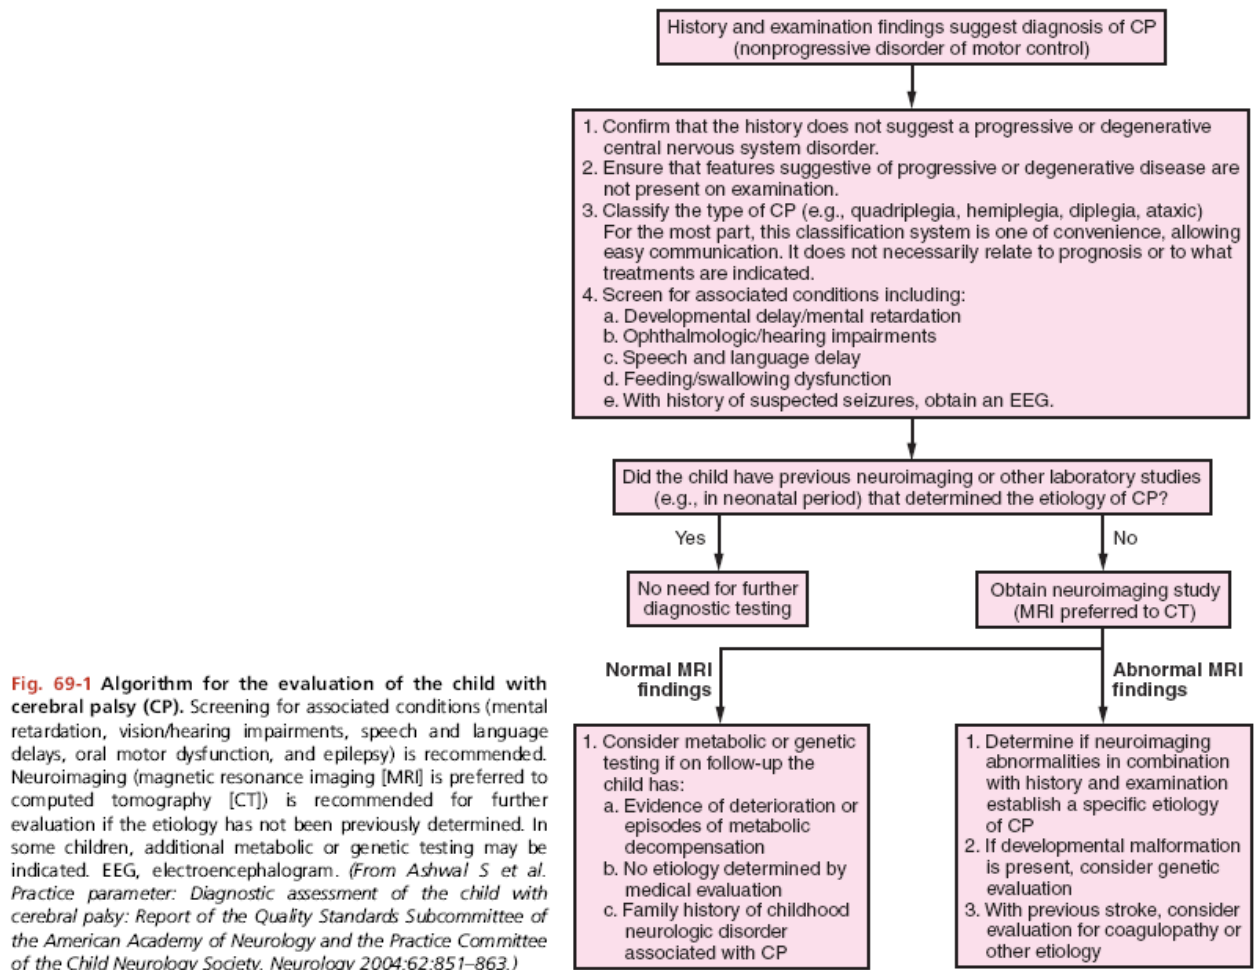 History and examination findings suggest diagnosis of CP
(nonprogressive disorder of motor control)
1. Confirm that the history does not suggest a progressive or degenerative
central nervous system disorder.
2. Ensure that features suggestive of progressive or degenerative disease are
not present on examination.
3. Classify the type of CP (e.g., quadriplegia, hemiplegia, diplegia, ataxic)
For the most part, this classification system is one of convenience, allowing
easy communication. It does not necessarily relate to prognosis or to what
treatments are indicated.
4. Screen for associated conditions including:
a. Developmental delay/mental retardation
b. Ophthalmologic/hearing impairments
c. Speech and language delay
d. Feeding/swallowing dysfunction
e. With history of suspected seizures, obtain an EEG.
Did the child have previous neuroimaging or other laboratory studies
(e.g., in neonatal period) that determined the etiology of CP?
Yes
No
No need for further
diagnostic testing
Obtain neuroimaging study
(MRI preferred to CT)
Normal MRI
findings
Abnormal MRI
findings
1. Consider metabolic or genetic
testing if on follow-up the
child has:
a. Evidence of deterioration or
episodes of metabolic
decompensation
b. No etiology determined by
medical evaluation
c. Family history of childhood
neurologic disorder
associated with CP
1. Determine if neuroimaging
abnormalities in combination
with history and examination
establish a specific etiology
of CP
2. If developmental malformation
is present, consider genetic
evaluation
3. With previous stroke, consider
evaluation for coagulopathy or
other etiology
Fig. 69-1 Algorithm for the evaluation of the child with
cerebral palsy (CP). Screening for associated conditions (mental
retardation, vision/hearing impairments, speech and language
delays, oral motor dysfunction, and epilepsy) is recommended.
Neuroimaging (magnetic resonance imaging [MRI] is preferred to
computed tomography [CT]) is recommended for further
evaluation if the etiology has not been previously determined. In
some children, additional metabolic or genetic testing may be
indicated. EEG, electroencephalogram. (From Ashwal S et al.
Practice parameter: Diagnostic assessment of the child with
cerebral palsy: Report of the Quality Standards Subcommittee of
the American Academy of Neurology and the Practice Committee
of the Child Neurology Society. Neurology 2004;62:851–863.)